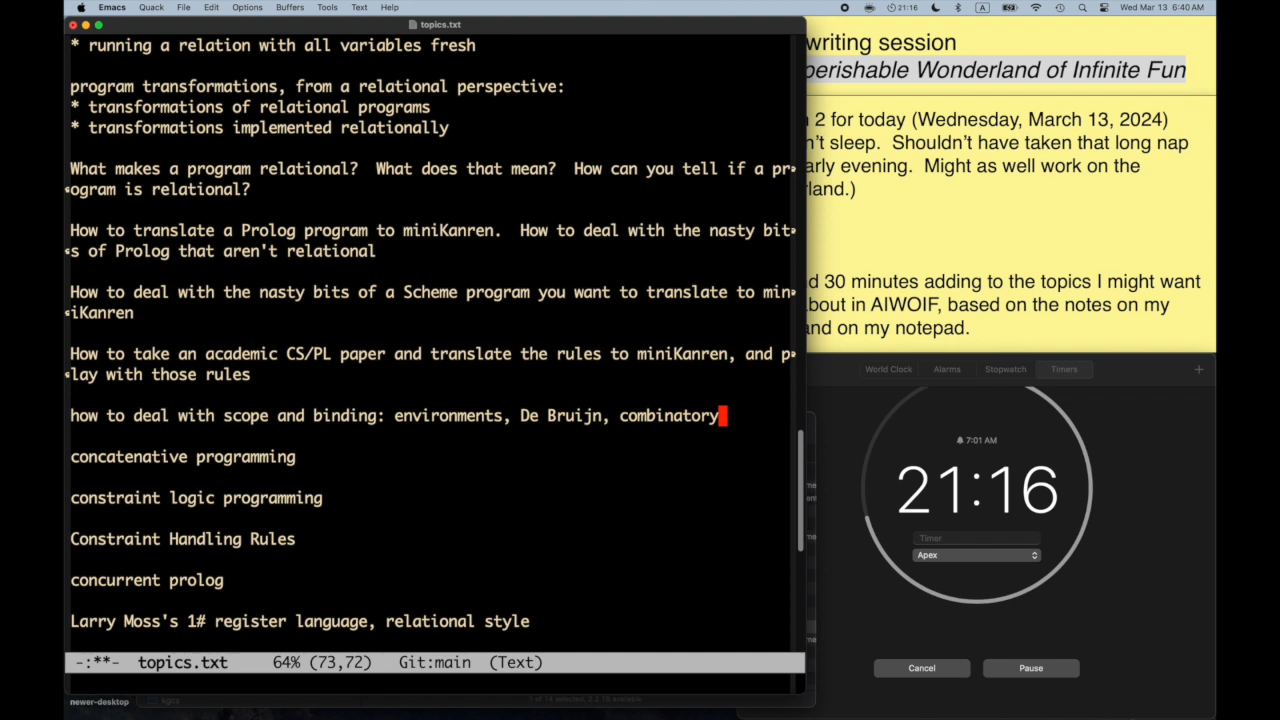 Emacs Quack File Edit Options Buffers Tools Text Help
21:16
A
Wed Mar 13 6:40 AM
topics.txt
* running a relation with all variables fresh
program transformations, from a relational perspective:
* transformations of relational programs
* transformations implemented relationally
What makes a program relational?  What does that mean?  How can you tell if a pr
ogram is relational?
How to translate a Prolog program to miniKanren.  How to deal with the nasty bit
s of Prolog that aren't relational
How to deal with the nasty bits of a Scheme program you want to translate to min
iKanren
How to take an academic CS/PL paper and translate the rules to miniKanren, and p
lay with those rules
how to deal with scope and binding: environments, De Bruijn, combinatory
concatenative programming
constraint logic programming
Constraint Handling Rules
concurrent prolog
Larry Moss's 1# register language, relational style
-:**-  topics.txt  64% (73,72)  Git:main  (Text)
newer-desktop
writing session
perishable Wonderland of Infinite Fun
2 for today (Wednesday, March 13, 2024)
n't sleep.  Shouldn't have taken that long nap
arly evening.  Might as well work on the
land.)
d 30 minutes adding to the topics I might want
about in AIWOIF, based on the notes on my
and on my notepad.
World Clock Alarms Stopwatch Timers +
7:01 AM
21:16
Timer
Apex
Cancel Pause